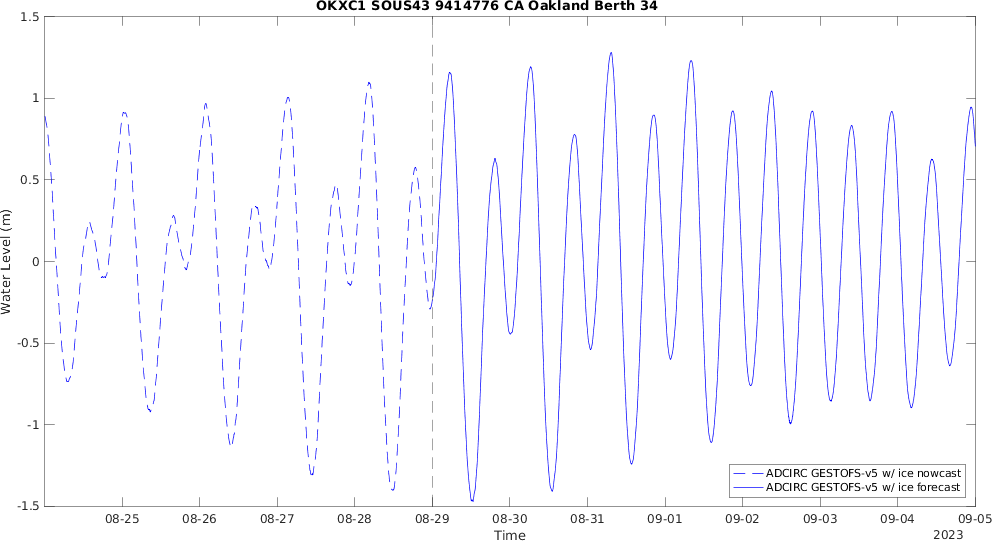 OKXC1 SOUS43 9414776 CA Oakland Berth 34
1.5
1
0.5
0
-0.5
-1
-1.5
Water Level (m)
ADCIRC GESTOFS-v5 w/ ice nowcast
ADCIRC GESTOFS-v5 w/ ice forecast
08-25 08-26 08-27 08-28 08-29 08-30 08-31 09-01 09-02 09-03 09-04 09-05
Time
2023